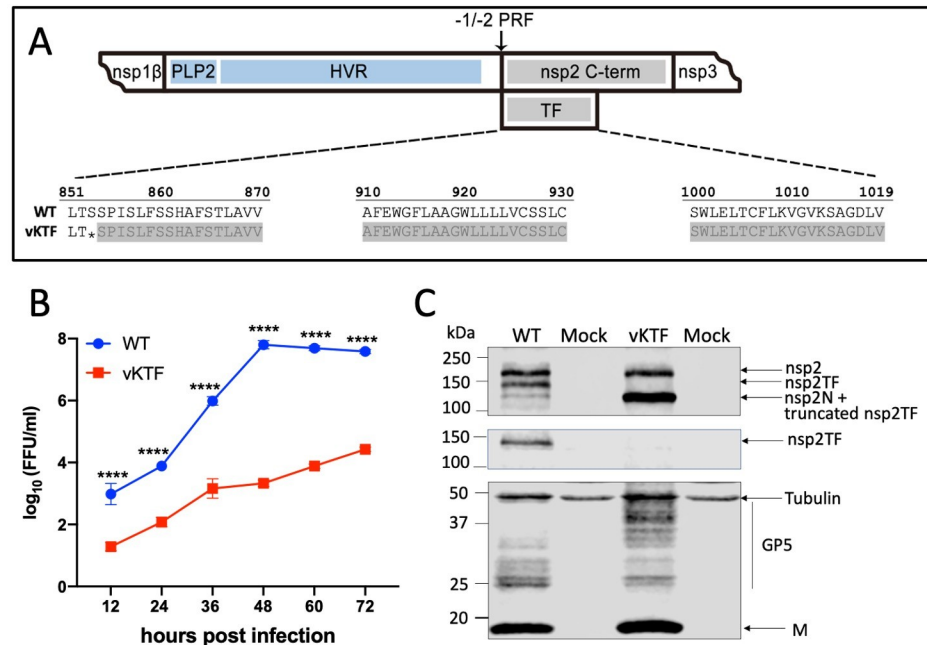 A
-1/-2 PRF
nsp1β PLP2 HVR nsp2 C-term nsp3
TF
851 860 870 910 920 930 1000 1010 1019
WT LTSSPISLFSSHAFSTLAVV AFEWGFLAAGWLLLLVCSSLC SWLELTCFLKVGVKSAGDLV
vKTF LT*SPISLFSSHAFSTLAVV AFEWGFLAAGWLLLLVCSSLC SWLELTCFLKVGVKSAGDLV
B
WT
vKTF
**** **** **** **** **** ****
log10 (FFU/ml)
8
6
4
2
0
12 24 36 48 60 72
hours post infection
C
kDa WT Mock vKTF Mock
250
150
100
nsp2
nsp2TF
nsp2N +
truncated nsp2TF
150
100
nsp2TF
50
37
25
20
Tubulin
GP5
M